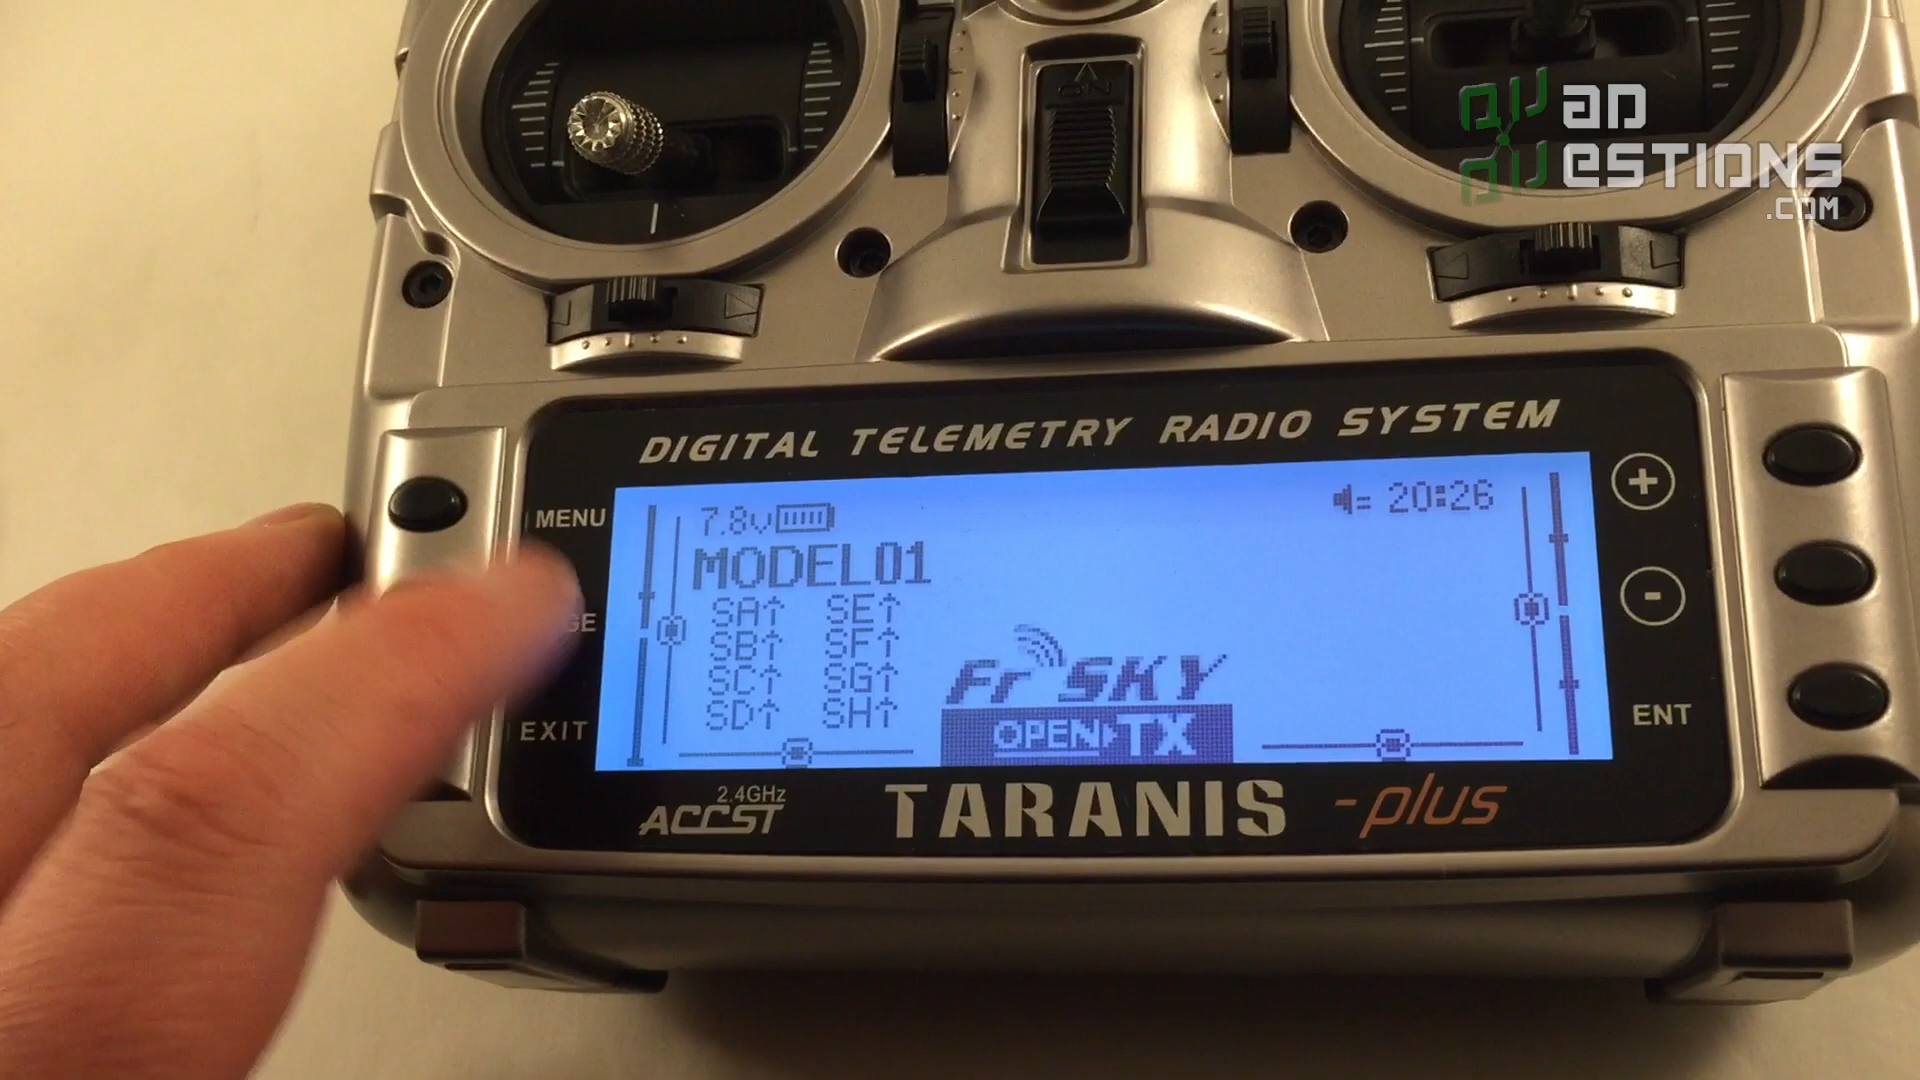 ON
QUAD
QUESTIONS
.COM
DIGITAL TELEMETRY RADIO SYSTEM
MENU
EXIT
7.8v
20:26
MODEL01
SA↑ SE↑
SB↑ SF↑
SC↑ SG↑
SD↑ SH↑
FrSKY
OPEN TX
+
-
ENT
2.4GHz
ACCST
TARANIS -plus